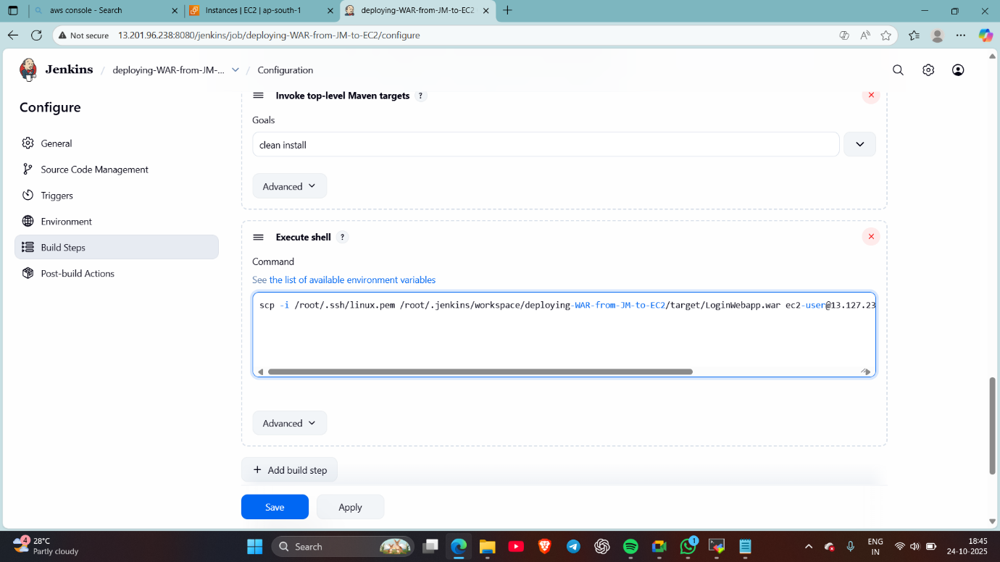 aws console - Search
Instances | EC2 | ap-south-1
deploying-WAR-from-JM-to-EC2
Not secure
13.201.96.238:8080/jenkins/job/deploying-WAR-from-JM-to-EC2/configure
Jenkins / deploying-WAR-from-JM-... / Configuration
Configure
General
Source Code Management
Triggers
Environment
Build Steps
Post-build Actions
Invoke top-level Maven targets ?
Goals
clean install
Advanced
Execute shell ?
Command
See the list of available environment variables
scp -i /root/.ssh/linux.pem /root/.jenkins/workspace/deploying-WAR-from-JM-to-EC2/target/LoginWebapp.war ec2-user@13.127.23
Advanced
+ Add build step
Save
Apply
4
28°C
Partly cloudy
Search
1
ENG
IN
18:45
24-10-2025